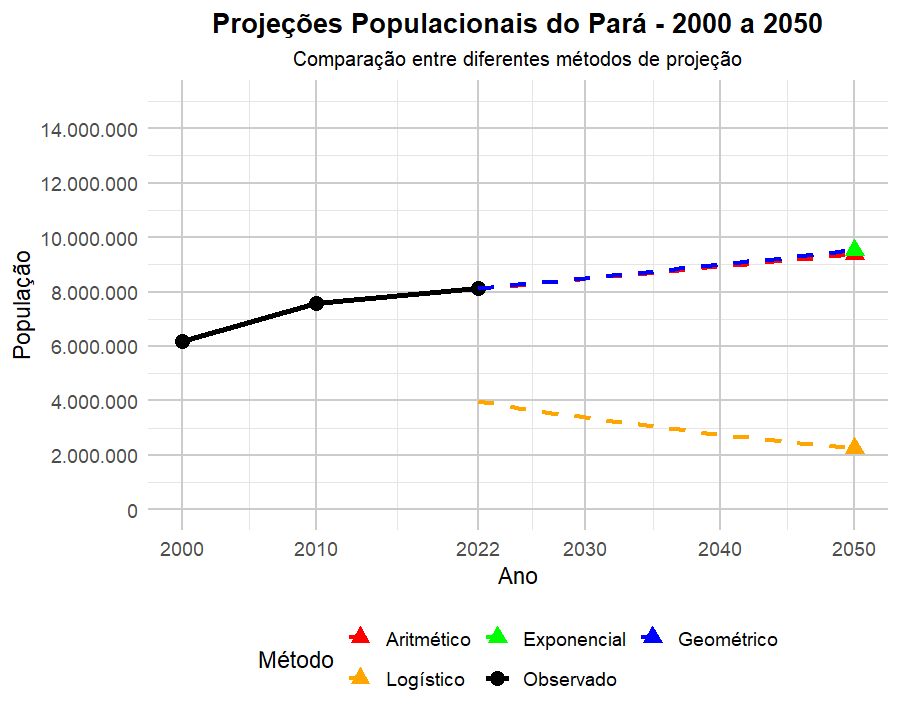 Projeções Populacionais do Pará - 2000 a 2050
Comparação entre diferentes métodos de projeção
População
14.000.000
12.000.000
10.000.000
8.000.000
6.000.000
4.000.000
2.000.000
0
2000 2010 2022 2030 2040 2050
Ano
Método
Aritmético Exponencial Geométrico
Logístico Observado